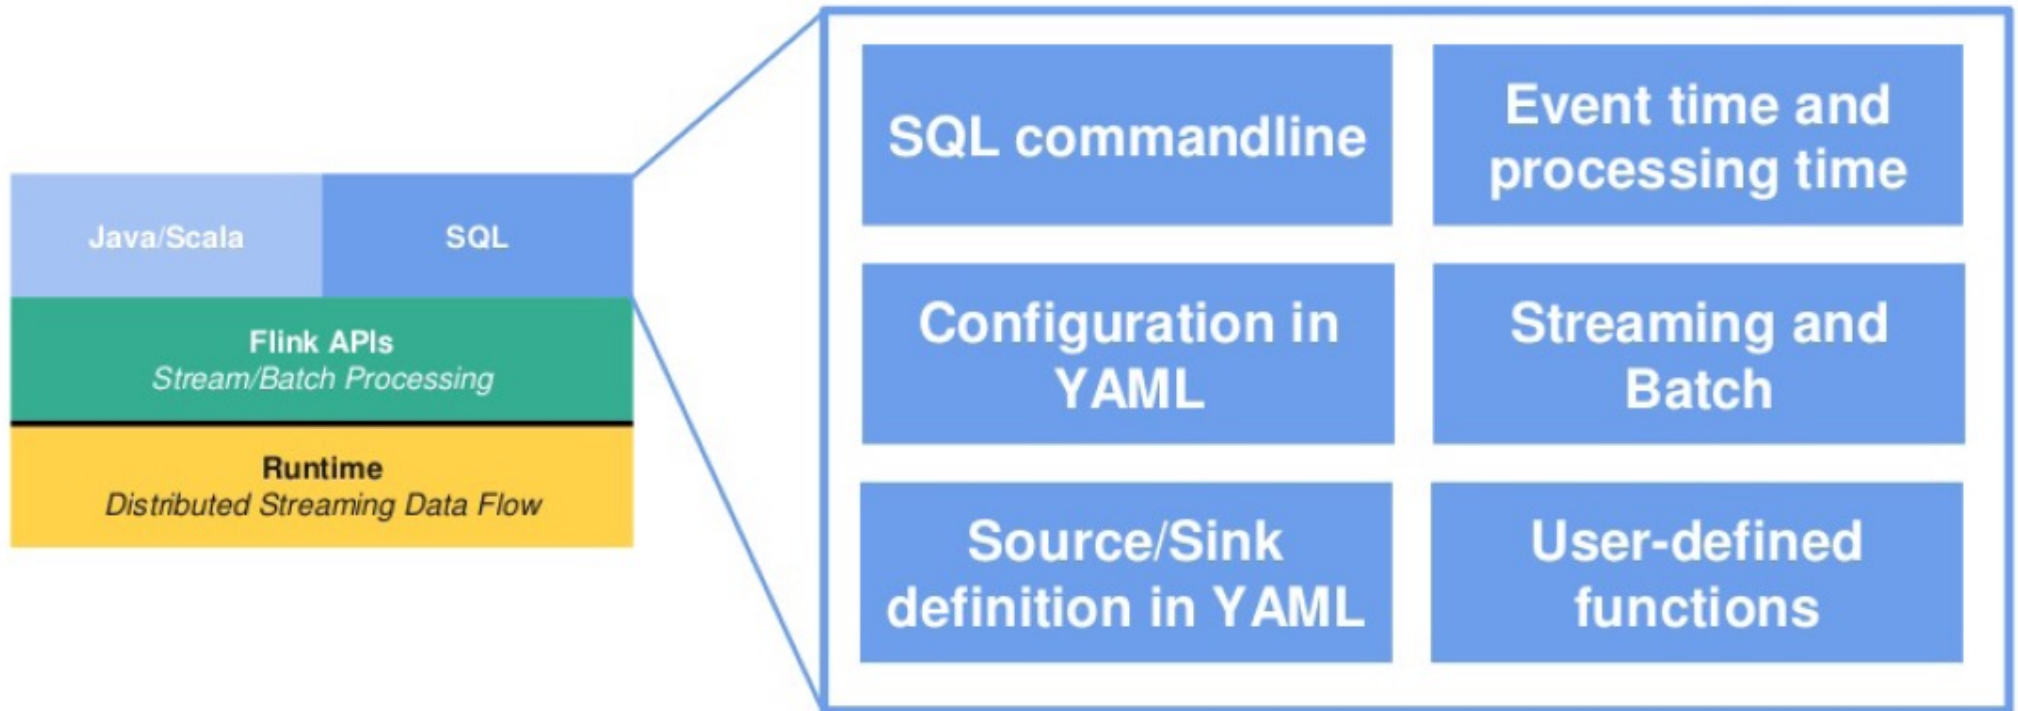 Java/Scala
SQL
Flink APIs
Stream/Batch Processing
Runtime
Distributed Streaming Data Flow
SQL commandline
Event time and
processing time
Configuration in
YAML
Streaming and
Batch
Source/Sink
definition in YAML
User-defined
functions